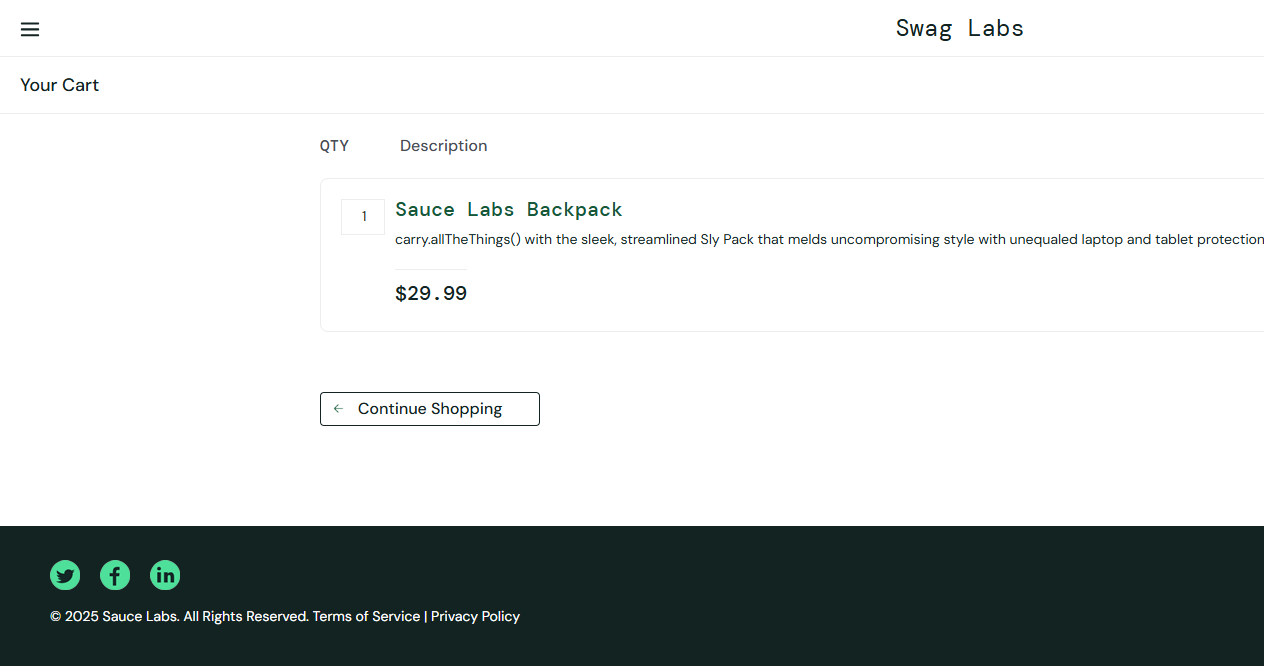 Swag Labs
Your Cart
QTY Description
1 Sauce Labs Backpack
carry.allTheThings() with the sleek, streamlined Sly Pack that melds uncompromising style with unequaled laptop and tablet protection
$29.99
Continue Shopping
© 2025 Sauce Labs. All Rights Reserved. Terms of Service | Privacy Policy